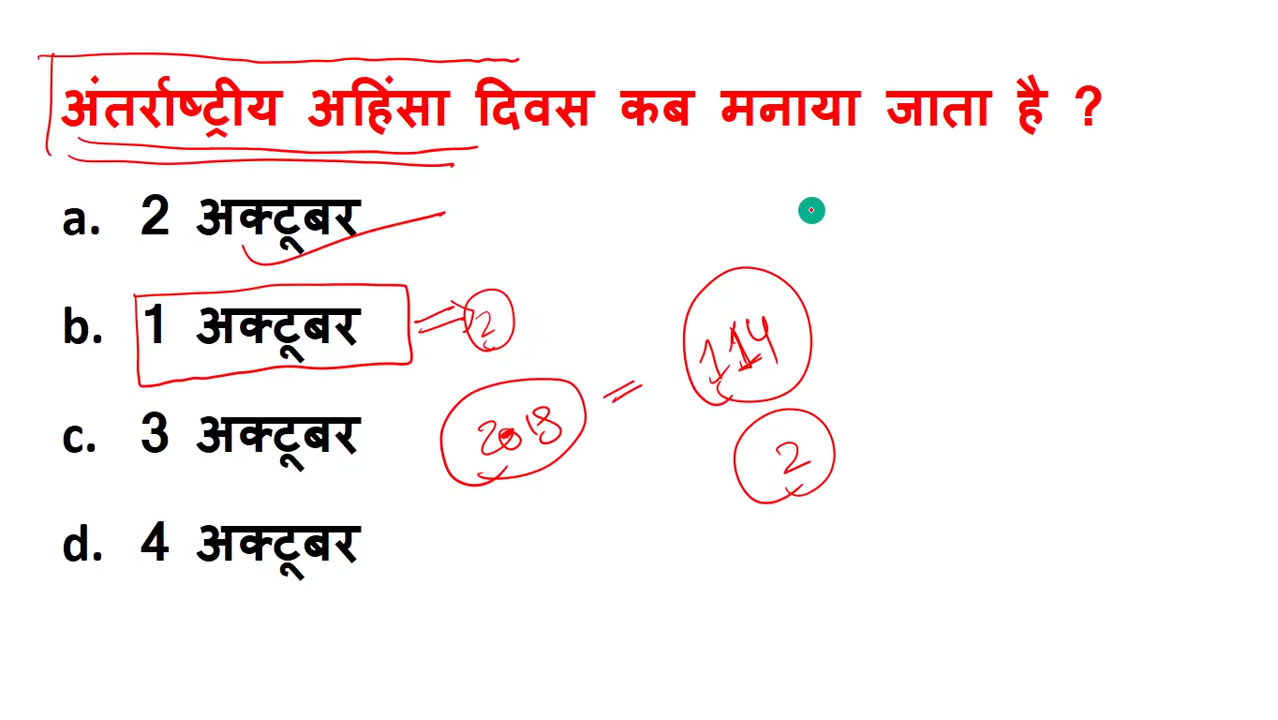 अंतर्राष्ट्रीय अहिंसा दिवस कब मनाया जाता है ?
a. 2 अक्टूबर
b. 1 अक्टूबर ⇒ 2
c. 3 अक्टूबर 2018 = 114
2
d. 4 अक्टूबर